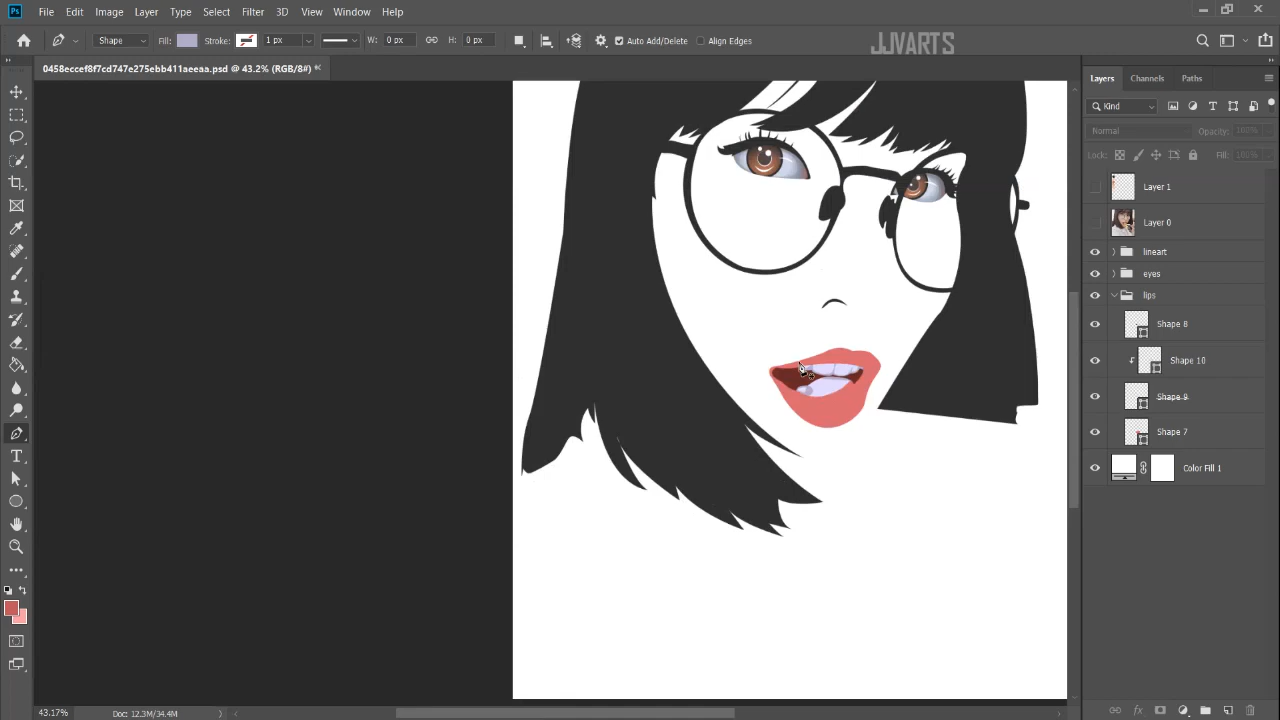 Ps File Edit Image Layer Type Select Filter 3D View Window Help
Shape Fill: Stroke: 1 px W: 0 px H: 0 px Auto Add/Delete Align Edges
JJVARTS
0458eccef8f7cd747e275ebb411aeeaa.psd @ 43.2% (RGB/8#) *
Layers Channels Paths
Kind
Normal Opacity: 100%
Lock: Fill: 100%
Layer 1
Layer 0
lineart
eyes
lips
Shape 8
Shape 10
Shape 9
Shape 7
Color Fill 1
43.17% Doc: 12.3M/34.4M